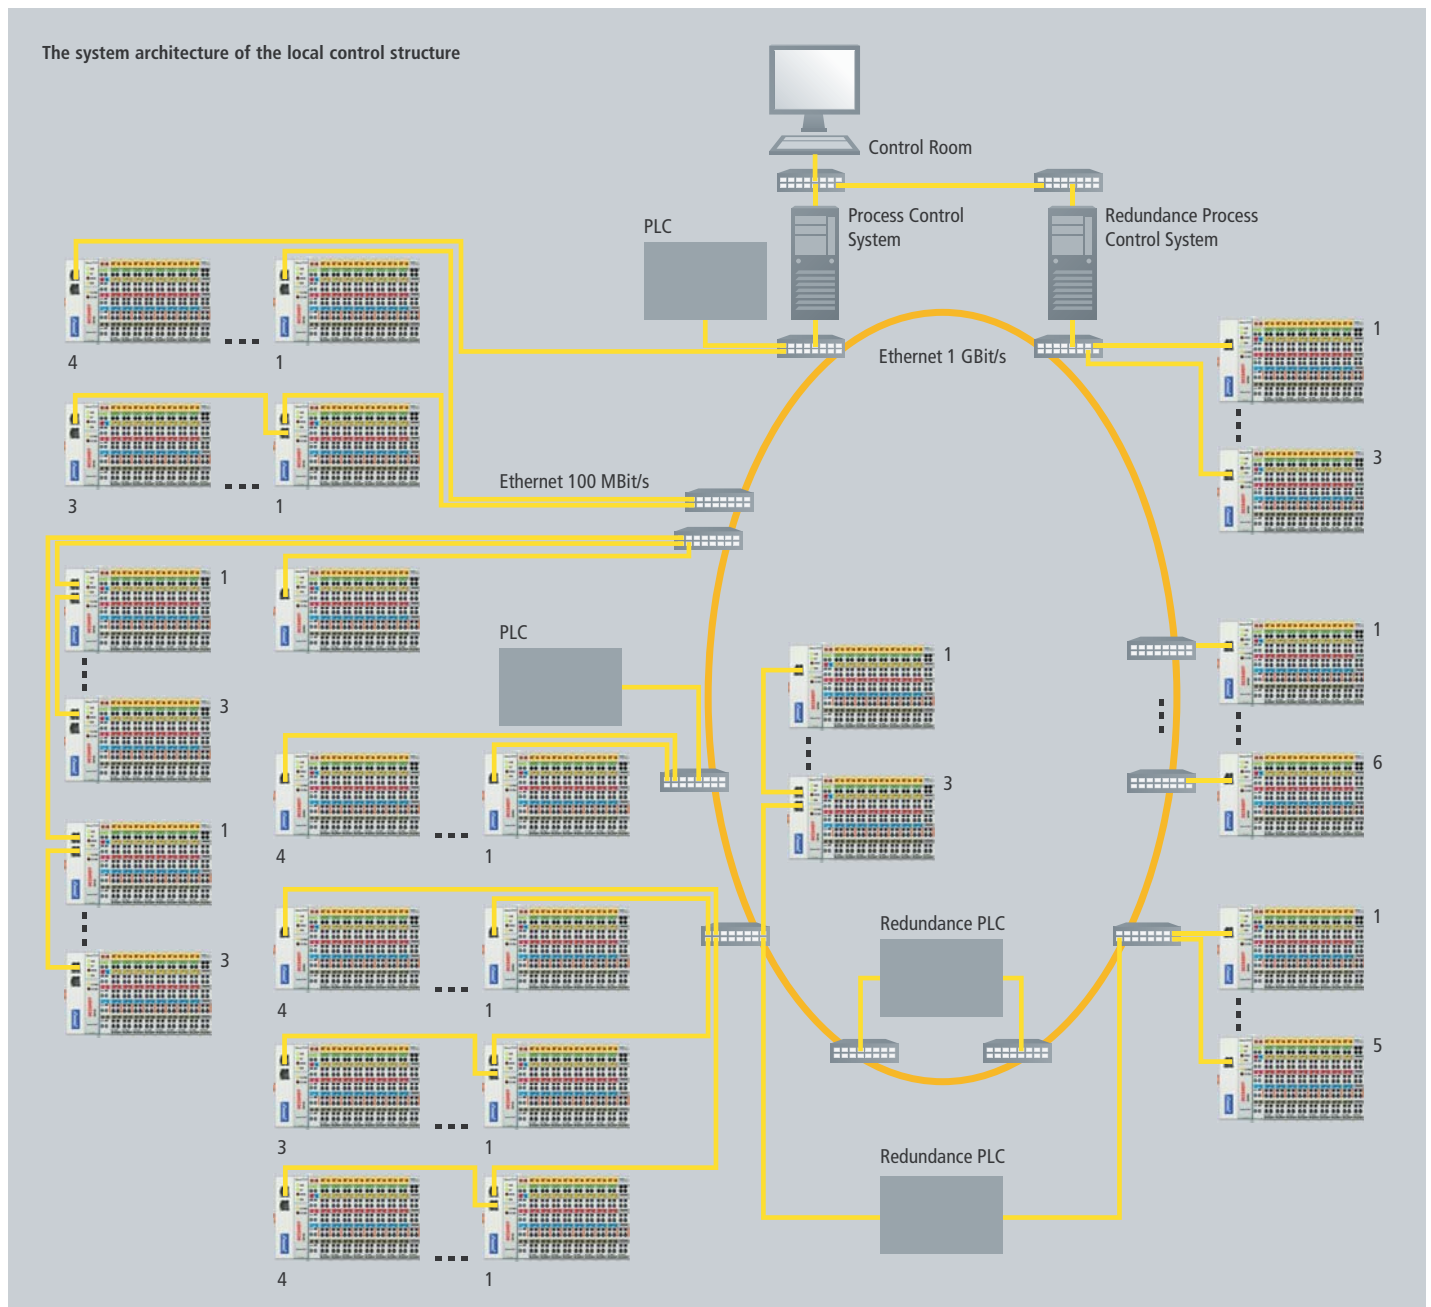 The system architecture of the local control structure
Control Room
PLC
Process Control
System
Redundance Process
Control System
4
1
Ethernet 1 GBit/s
1
3
1
Ethernet 100 MBit/s
3
1
3
PLC
1
1
3
6
4
1
1
3
4
1
Redundance PLC
1
5
3
1
Redundance PLC
4
1